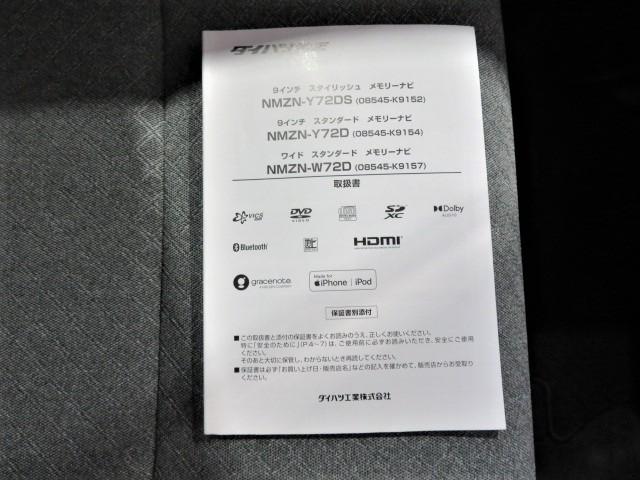 ダイハツ
9インチ スタイリッシュ メモリーナビ
NMZN-Y72DS (08545-K9152)
9インチ スタンダード メモリーナビ
NMZN-Y72D (08545-K9154)
ワイド スタンダード メモリーナビ
NMZN-W72D (08545-K9157)
取扱書
VICS DVD VIDEO SD XC Dolby AUDIO
Bluetooth HDMI
gracenote Made for iPhone | iPod
保証書別添付
■ この取扱書と添付の保証書をよくお読みのうえ、正しくお使いください。
特に「安全のために」(P.4~7)は、ご使用前に必ずお読みいただき、安全にご使用
ください。
そのあと大切に保管し、わからないとき再読してください。
■ 保証書は必ず「お買い上げ日・販売店名」などの記入を確かめて、販売店からお受取り
ください。
ダイハツ工業株式会社